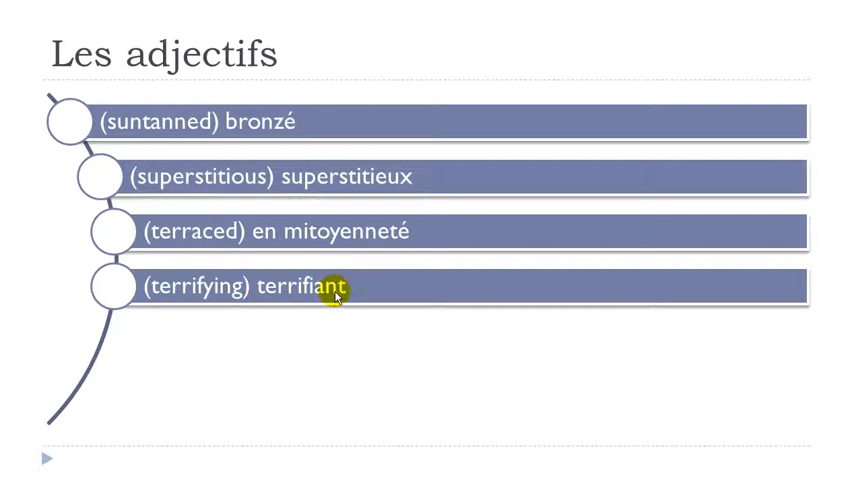 Les adjectifs
(suntanned) bronzé
(superstitious) superstitieux
(terraced) en mitoyenneté
(terrifying) terrifiant